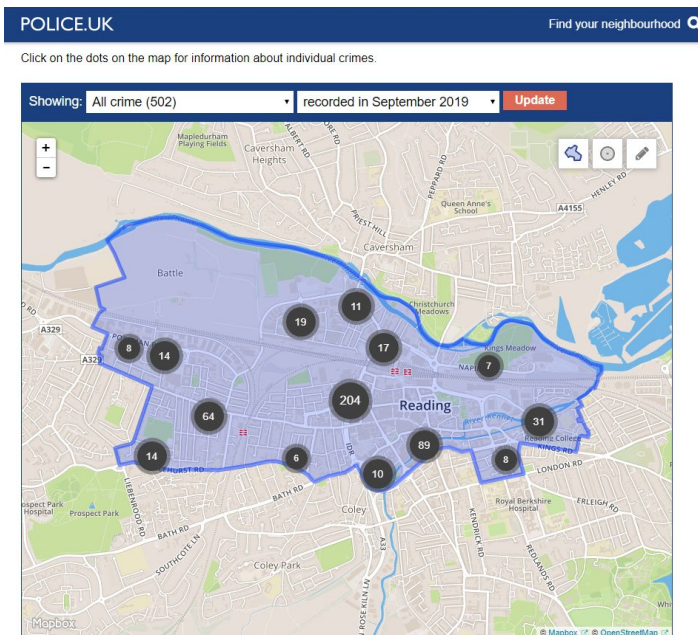 POLICE.UK
Find your neighbourhood
Click on the dots on the map for information about individual crimes.
Showing: All crime (502) recorded in September 2019 Update
+
−
Mapledurham
Playing Fields
Caversham
Heights
ALBERT RD
PEPPARD RD
HENLEY RD
Queen Anne's
School
A4155
PRIEST HILL
Caversham
Battle
Christchurch
Meadows
A329
19
11
17
Kings Meadow
8
14
A329
7
204
Reading
64
31
Reading College
KINGS RD
89
14
6
IDR
8
LONDON RD
10
BATH RD
LIEBENROOD RD
Prospect Park
Coley
Royal Berkshire
Hospital
ERLEIGH RD
KENDRICK RD
A33
BATH RD
SOUTHCOTE LN
REDLANDS RD
Coley Park
ROSE KILN LN
Mapbox
© Mapbox © OpenStreetMap